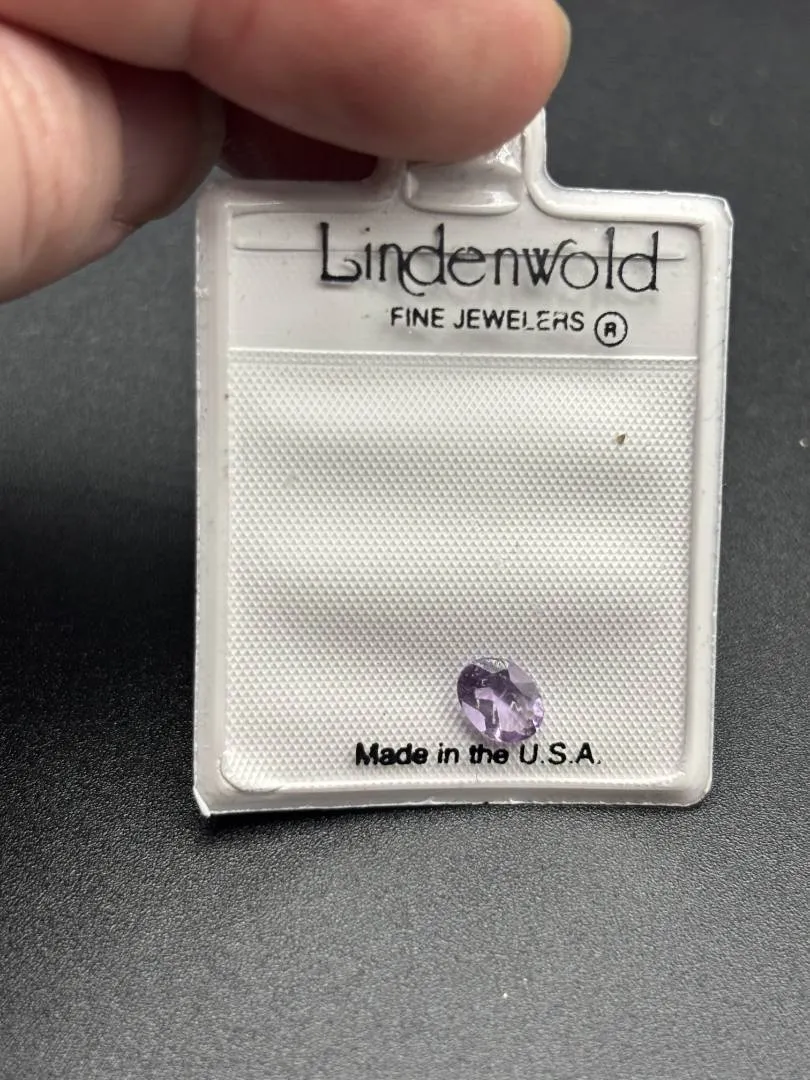 Lindenwold
FINE JEWELERS ®
Made in the U.S.A.